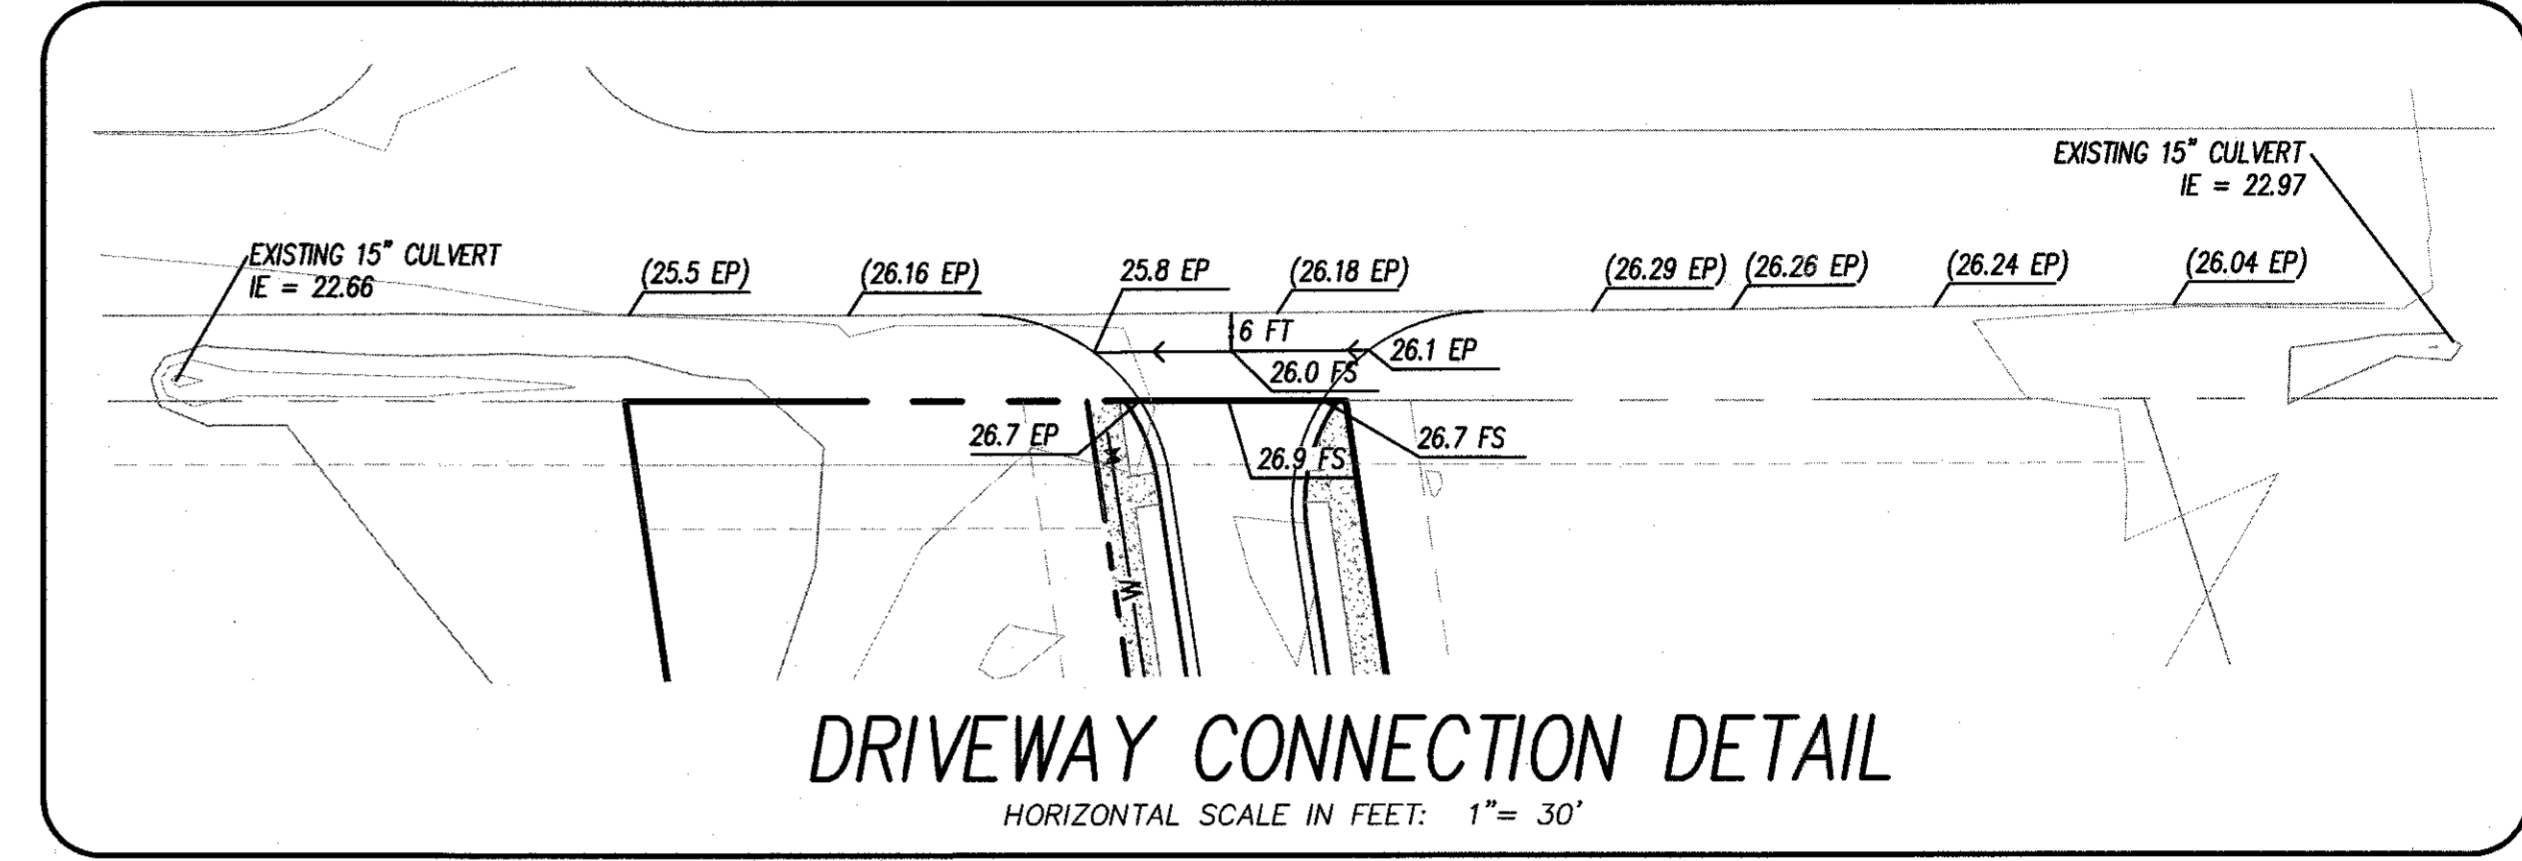 EXISTING 15" CULVERT
IE = 22.97
EXISTING 15" CULVERT
IE = 22.66
(25.5 EP)
(26.16 EP)
25.8 EP
(26.18 EP)
(26.29 EP)
(26.26 EP)
(26.24 EP)
(26.04 EP)
6 FT
26.1 EP
26.0 FS
26.7 EP
26.9 FS
26.7 FS
W
W
DRIVEWAY CONNECTION DETAIL
HORIZONTAL SCALE IN FEET: 1"= 30'